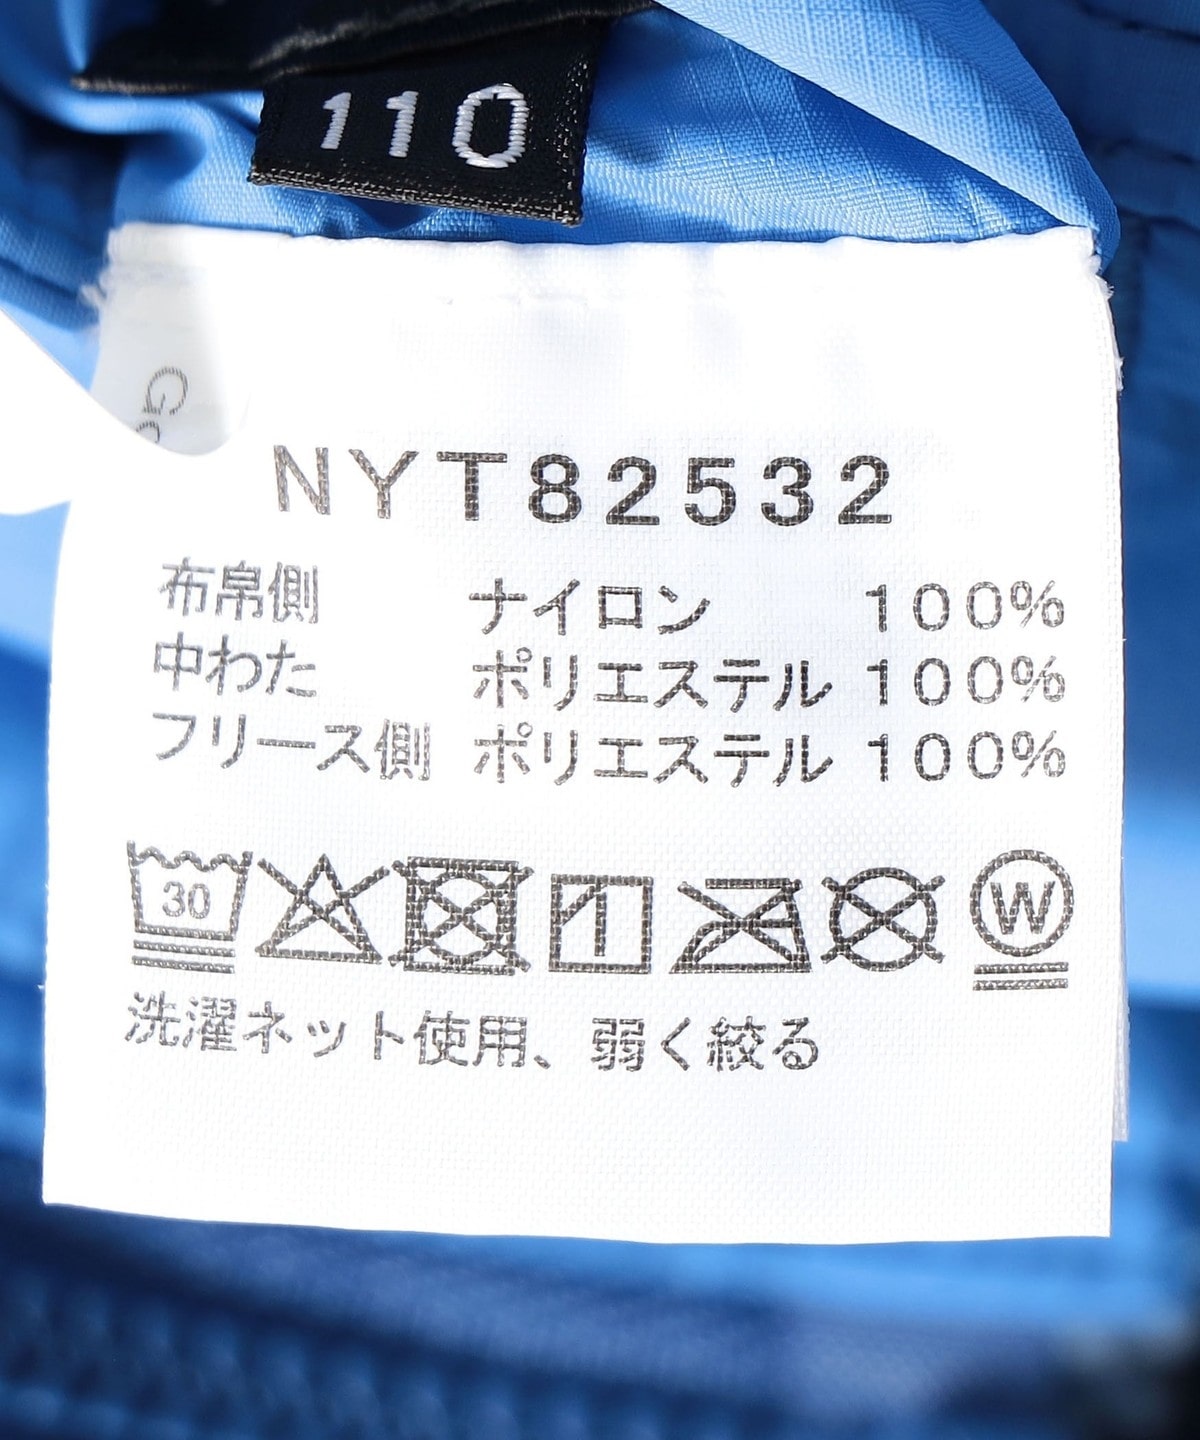 110
NYT82532
布帛側 ナイロン 100%
中わた ポリエステル 100%
フリース側 ポリエステル 100%
30 W
洗濯ネット使用、弱く絞る